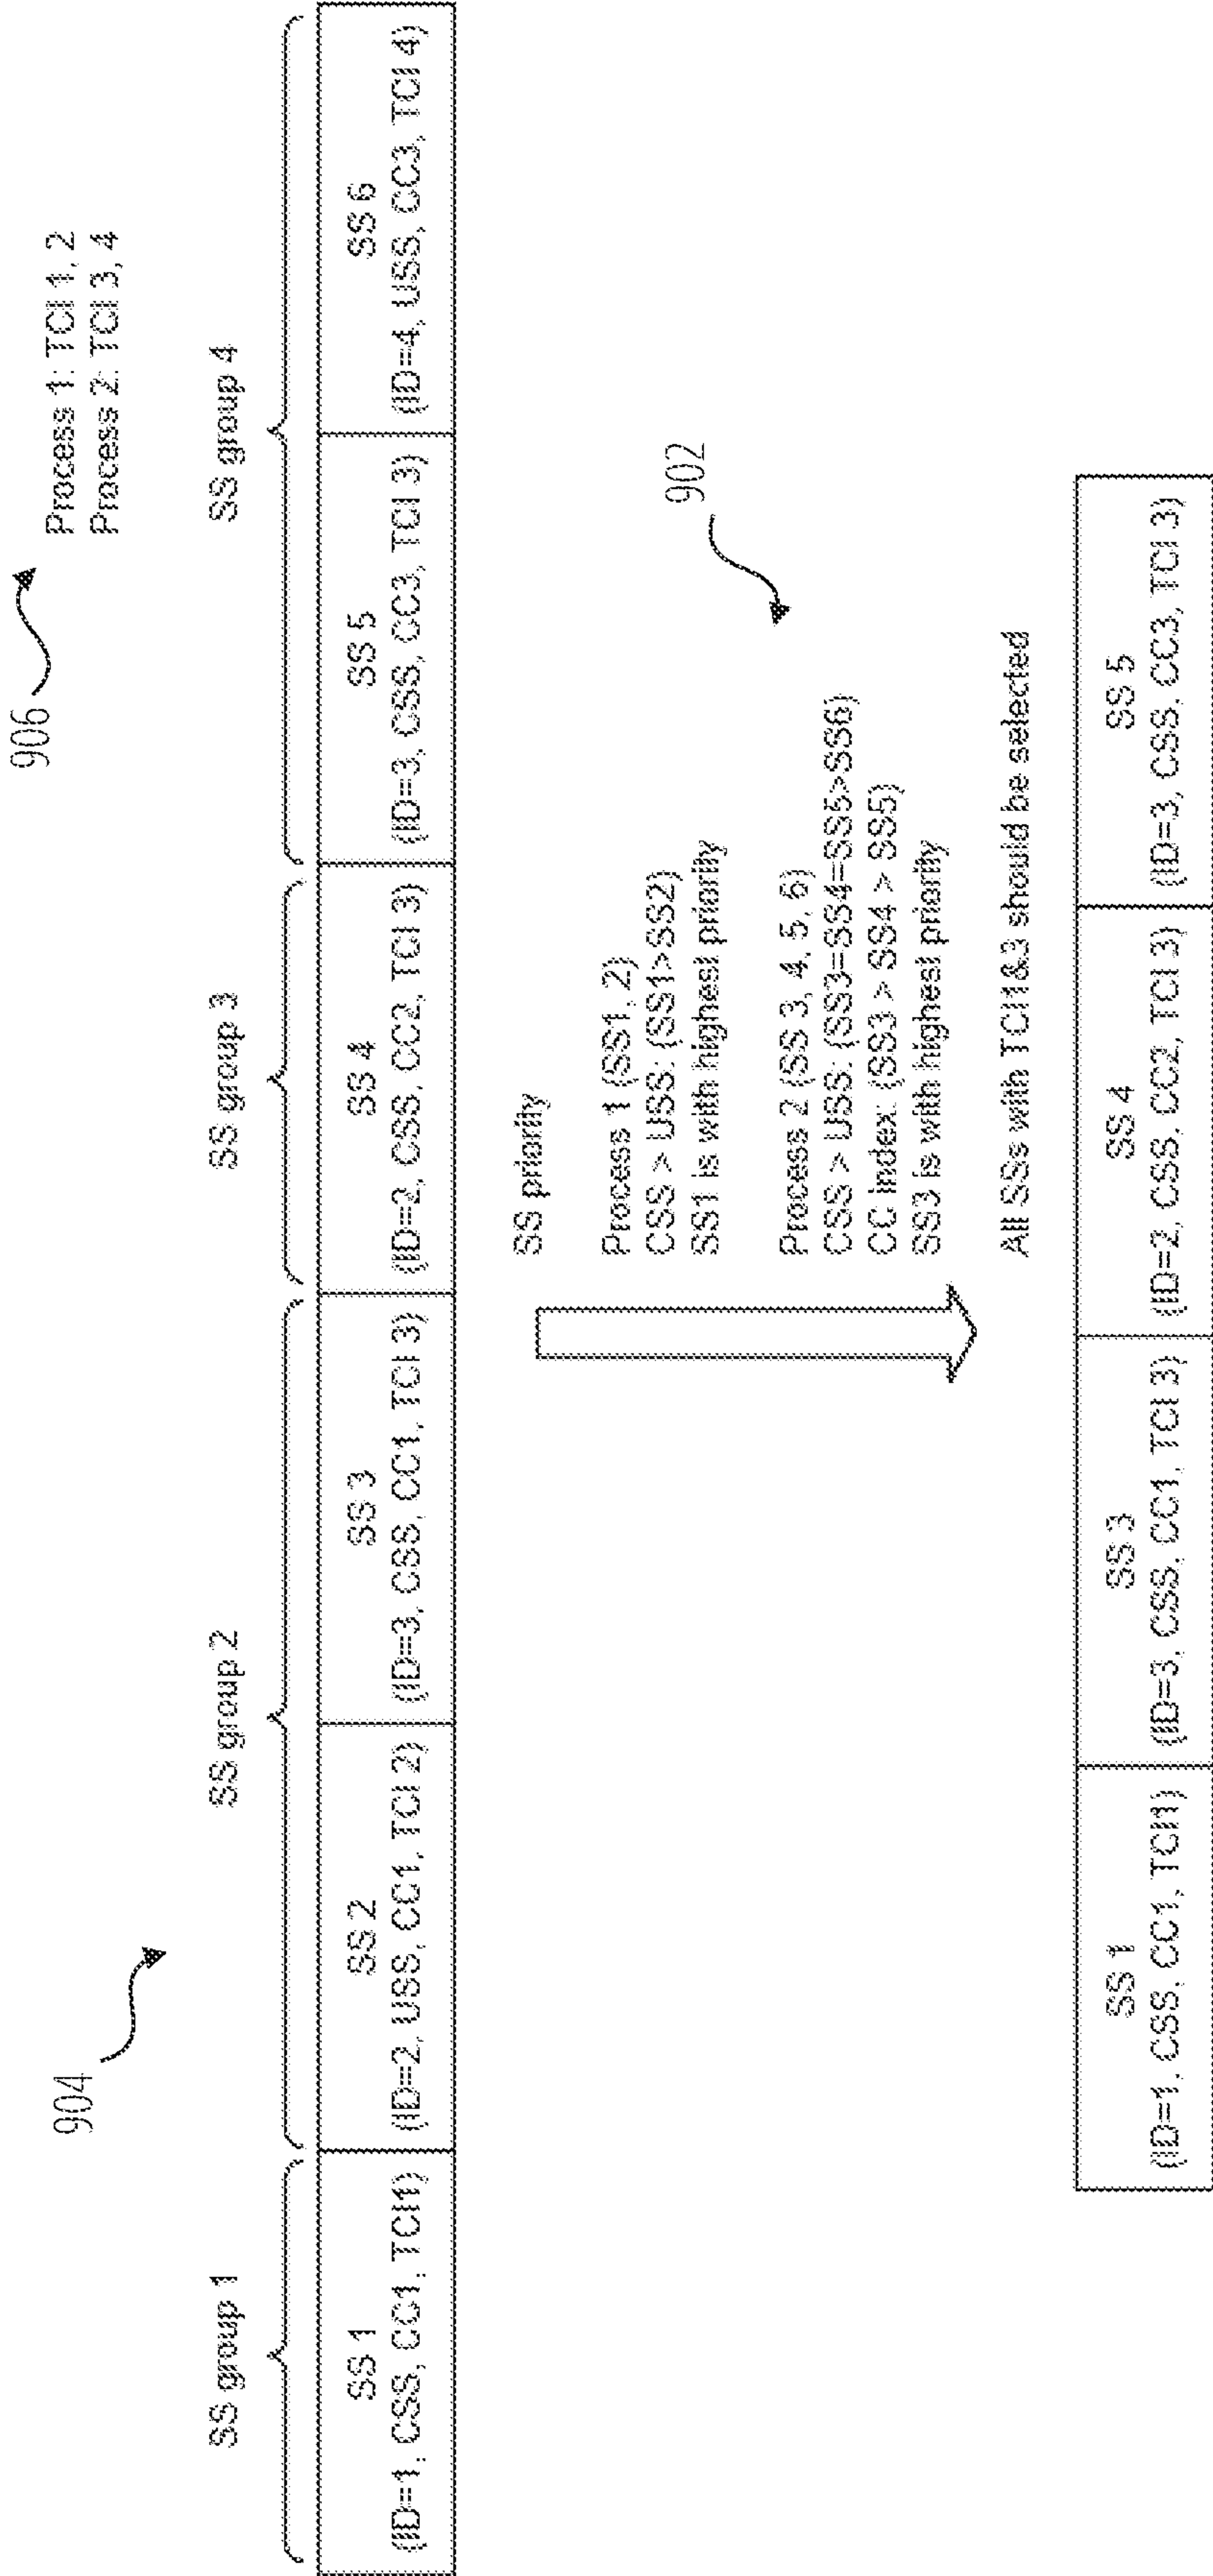 906
Process 1: TCI 1, 2
Process 2: TCI 3, 4
904
SS group 1
SS group 2
SS group 3
SS group 4
SS 1
(ID=1, CSS, CC1, TCI1)
SS 2
(ID=2, USS, CC1, TCI 2)
SS 3
(ID=3, CSS, CC1, TCI 3)
SS 4
(ID=2, CSS, CC2, TCI 3)
SS 5
(ID=3, CSS, CC3, TCI 3)
SS 6
(ID=4, USS, CC3, TCI 4)
SS priority
902
Process 1 (SS1, 2)
CSS > USS: (SS1>SS2)
SS1 is with highest priority
Process 2 (SS 3, 4, 5, 6)
CSS > USS: (SS3=SS4=SS5>SS6)
CC index: (SS3 > SS4 > SS5)
SS3 is with highest priority
All SSs with TCI1&3 should be selected
SS 1
(ID=1, CSS, CC1, TCI1)
SS 3
(ID=3, CSS, CC1, TCI 3)
SS 4
(ID=2, CSS, CC2, TCI 3)
SS 5
(ID=3, CSS, CC3, TCI 3)